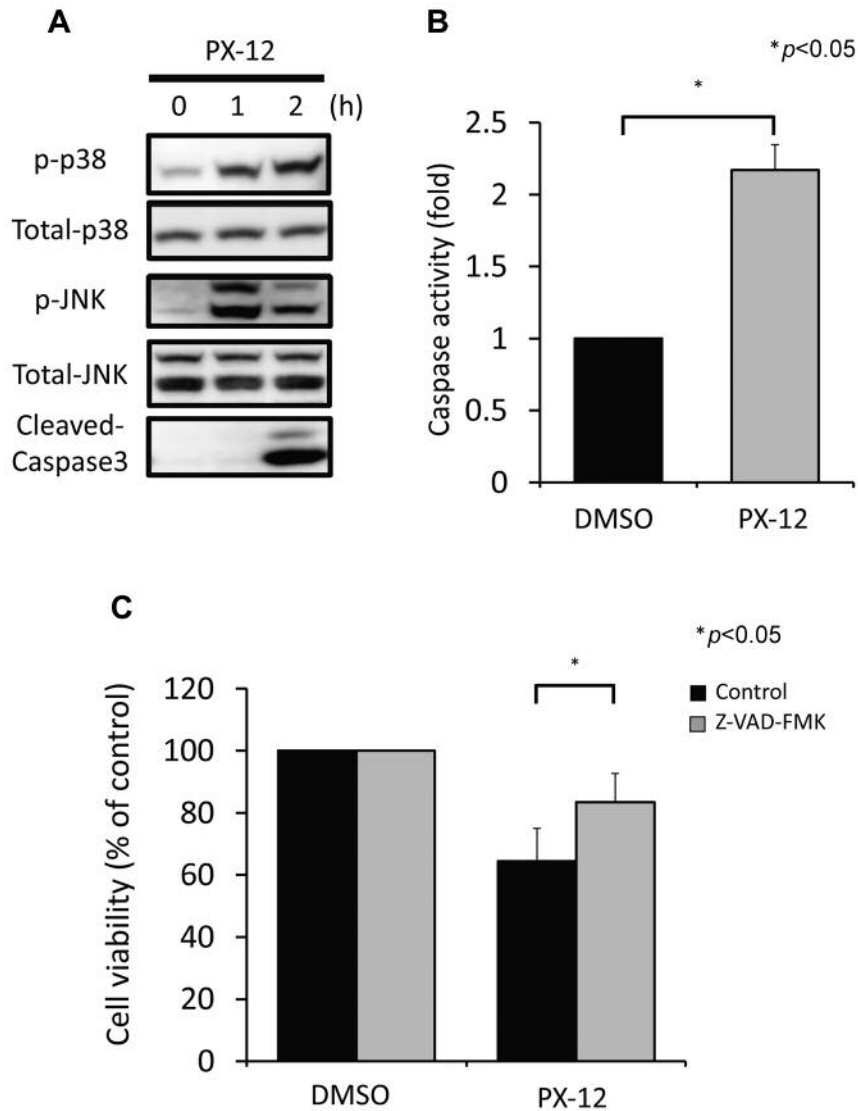 A
PX-12
0 1 2 (h)
p-p38
Total-p38
p-JNK
Total-JNK
Cleaved-
Caspase3
B
*p<0.05
*
Caspase activity (fold)
2.5
2
1.5
1
0.5
0
DMSO PX-12
C
*p<0.05
*
Control
Z-VAD-FMK
Cell viability (% of control)
120
100
80
60
40
20
0
DMSO PX-12